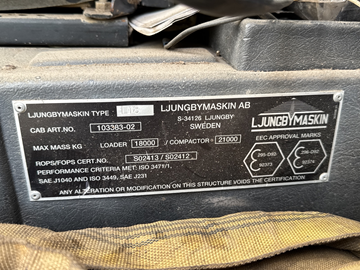 LJUNGBYMASKIN TYPE
LJUNGBYMASKIN AB
S-34126 LJUNGBY
SWEDEN
LJUNGBYMASKIN
CAB ART.NO. 103383-02
EEC APPROVAL MARKS
MAX MASS KG LOADER 18000 / COMPACTOR - 21000
ROPS/FOPS CERT.NO. S02413 / S02412
PERFORMANCE CRITERIA MET: ISO 3471/1,
SAE J1040 AND ISO 3449, SAE J231
ANY ALTERATION OR MODIFICATION ON THIS STRUCTURE VOIDS THE CERTIFICATION.